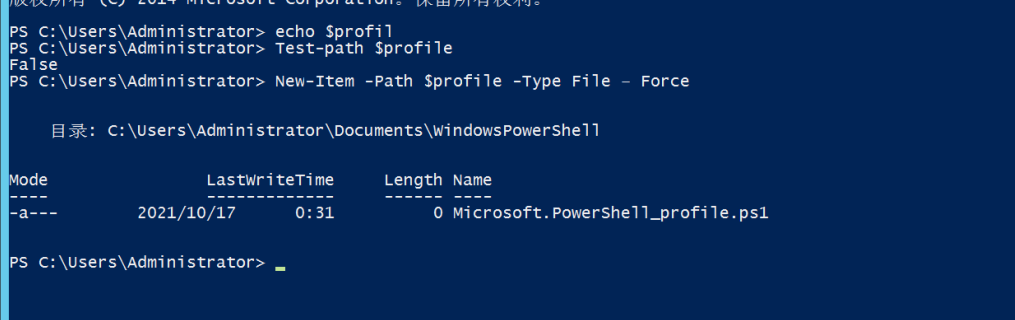 版权所有 (C) 2014 Microsoft Corporation。保留所有权利。
PS C:\Users\Administrator> echo $profil
PS C:\Users\Administrator> Test-path $profile
False
PS C:\Users\Administrator> New-Item -Path $profile -Type File – Force
目录: C:\Users\Administrator\Documents\WindowsPowerShell
Mode LastWriteTime Length Name
---- ------------- ------ ----
-a--- 2021/10/17 0:31 0 Microsoft.PowerShell_profile.ps1
PS C:\Users\Administrator>